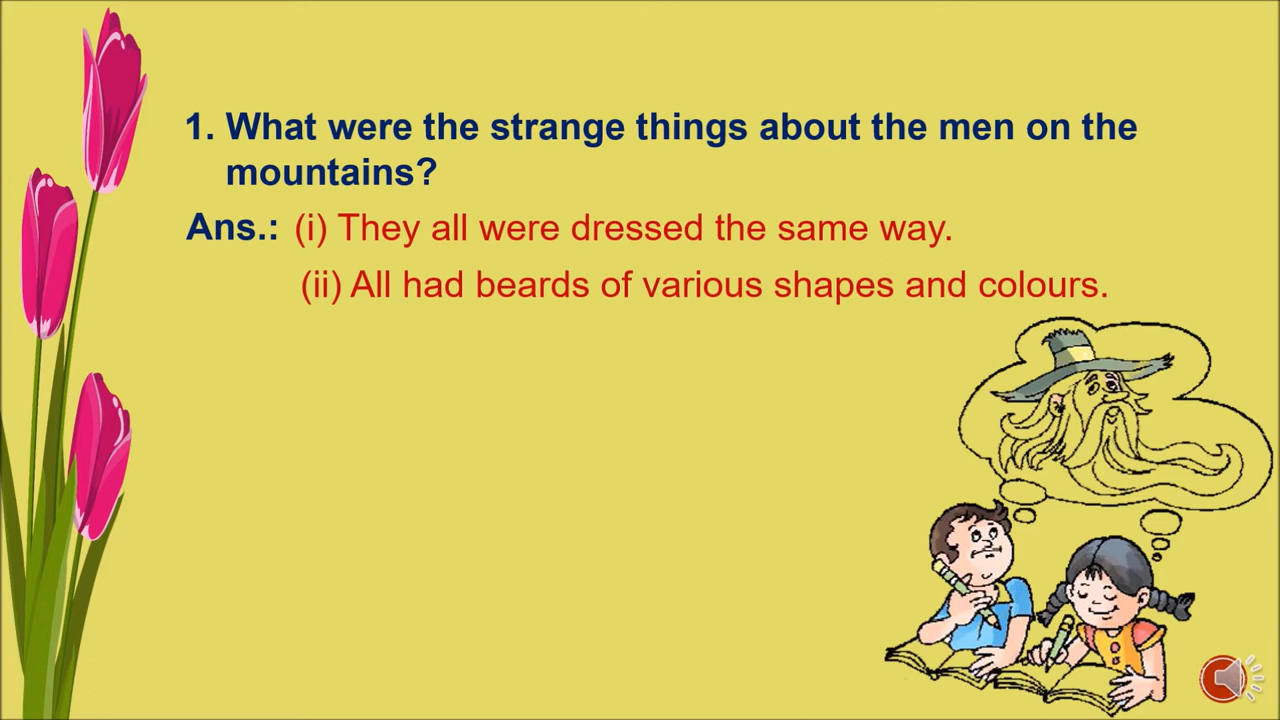 1. What were the strange things about the men on the
mountains?
Ans.: (i) They all were dressed the same way.
(ii) All had beards of various shapes and colours.